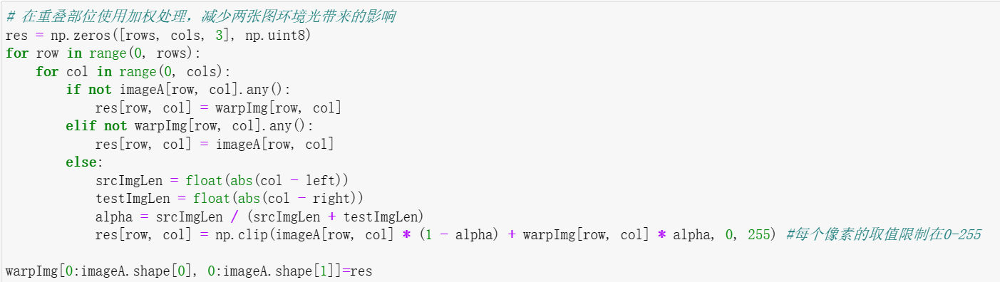 # 在重叠部位使用加权处理，减少两张图环境光带来的影响
res = np.zeros([rows, cols, 3], np.uint8)
for row in range(0, rows):
    for col in range(0, cols):
        if not imageA[row, col].any():
            res[row, col] = warpImg[row, col]
        elif not warpImg[row, col].any():
            res[row, col] = imageA[row, col]
        else:
            srcImgLen = float(abs(col - left))
            testImgLen = float(abs(col - right))
            alpha = srcImgLen / (srcImgLen + testImgLen)
            res[row, col] = np.clip(imageA[row, col] * (1 - alpha) + warpImg[row, col] * alpha, 0, 255) #每个像素的取值限制在0-255
warpImg[0:imageA.shape[0], 0:imageA.shape[1]]=res